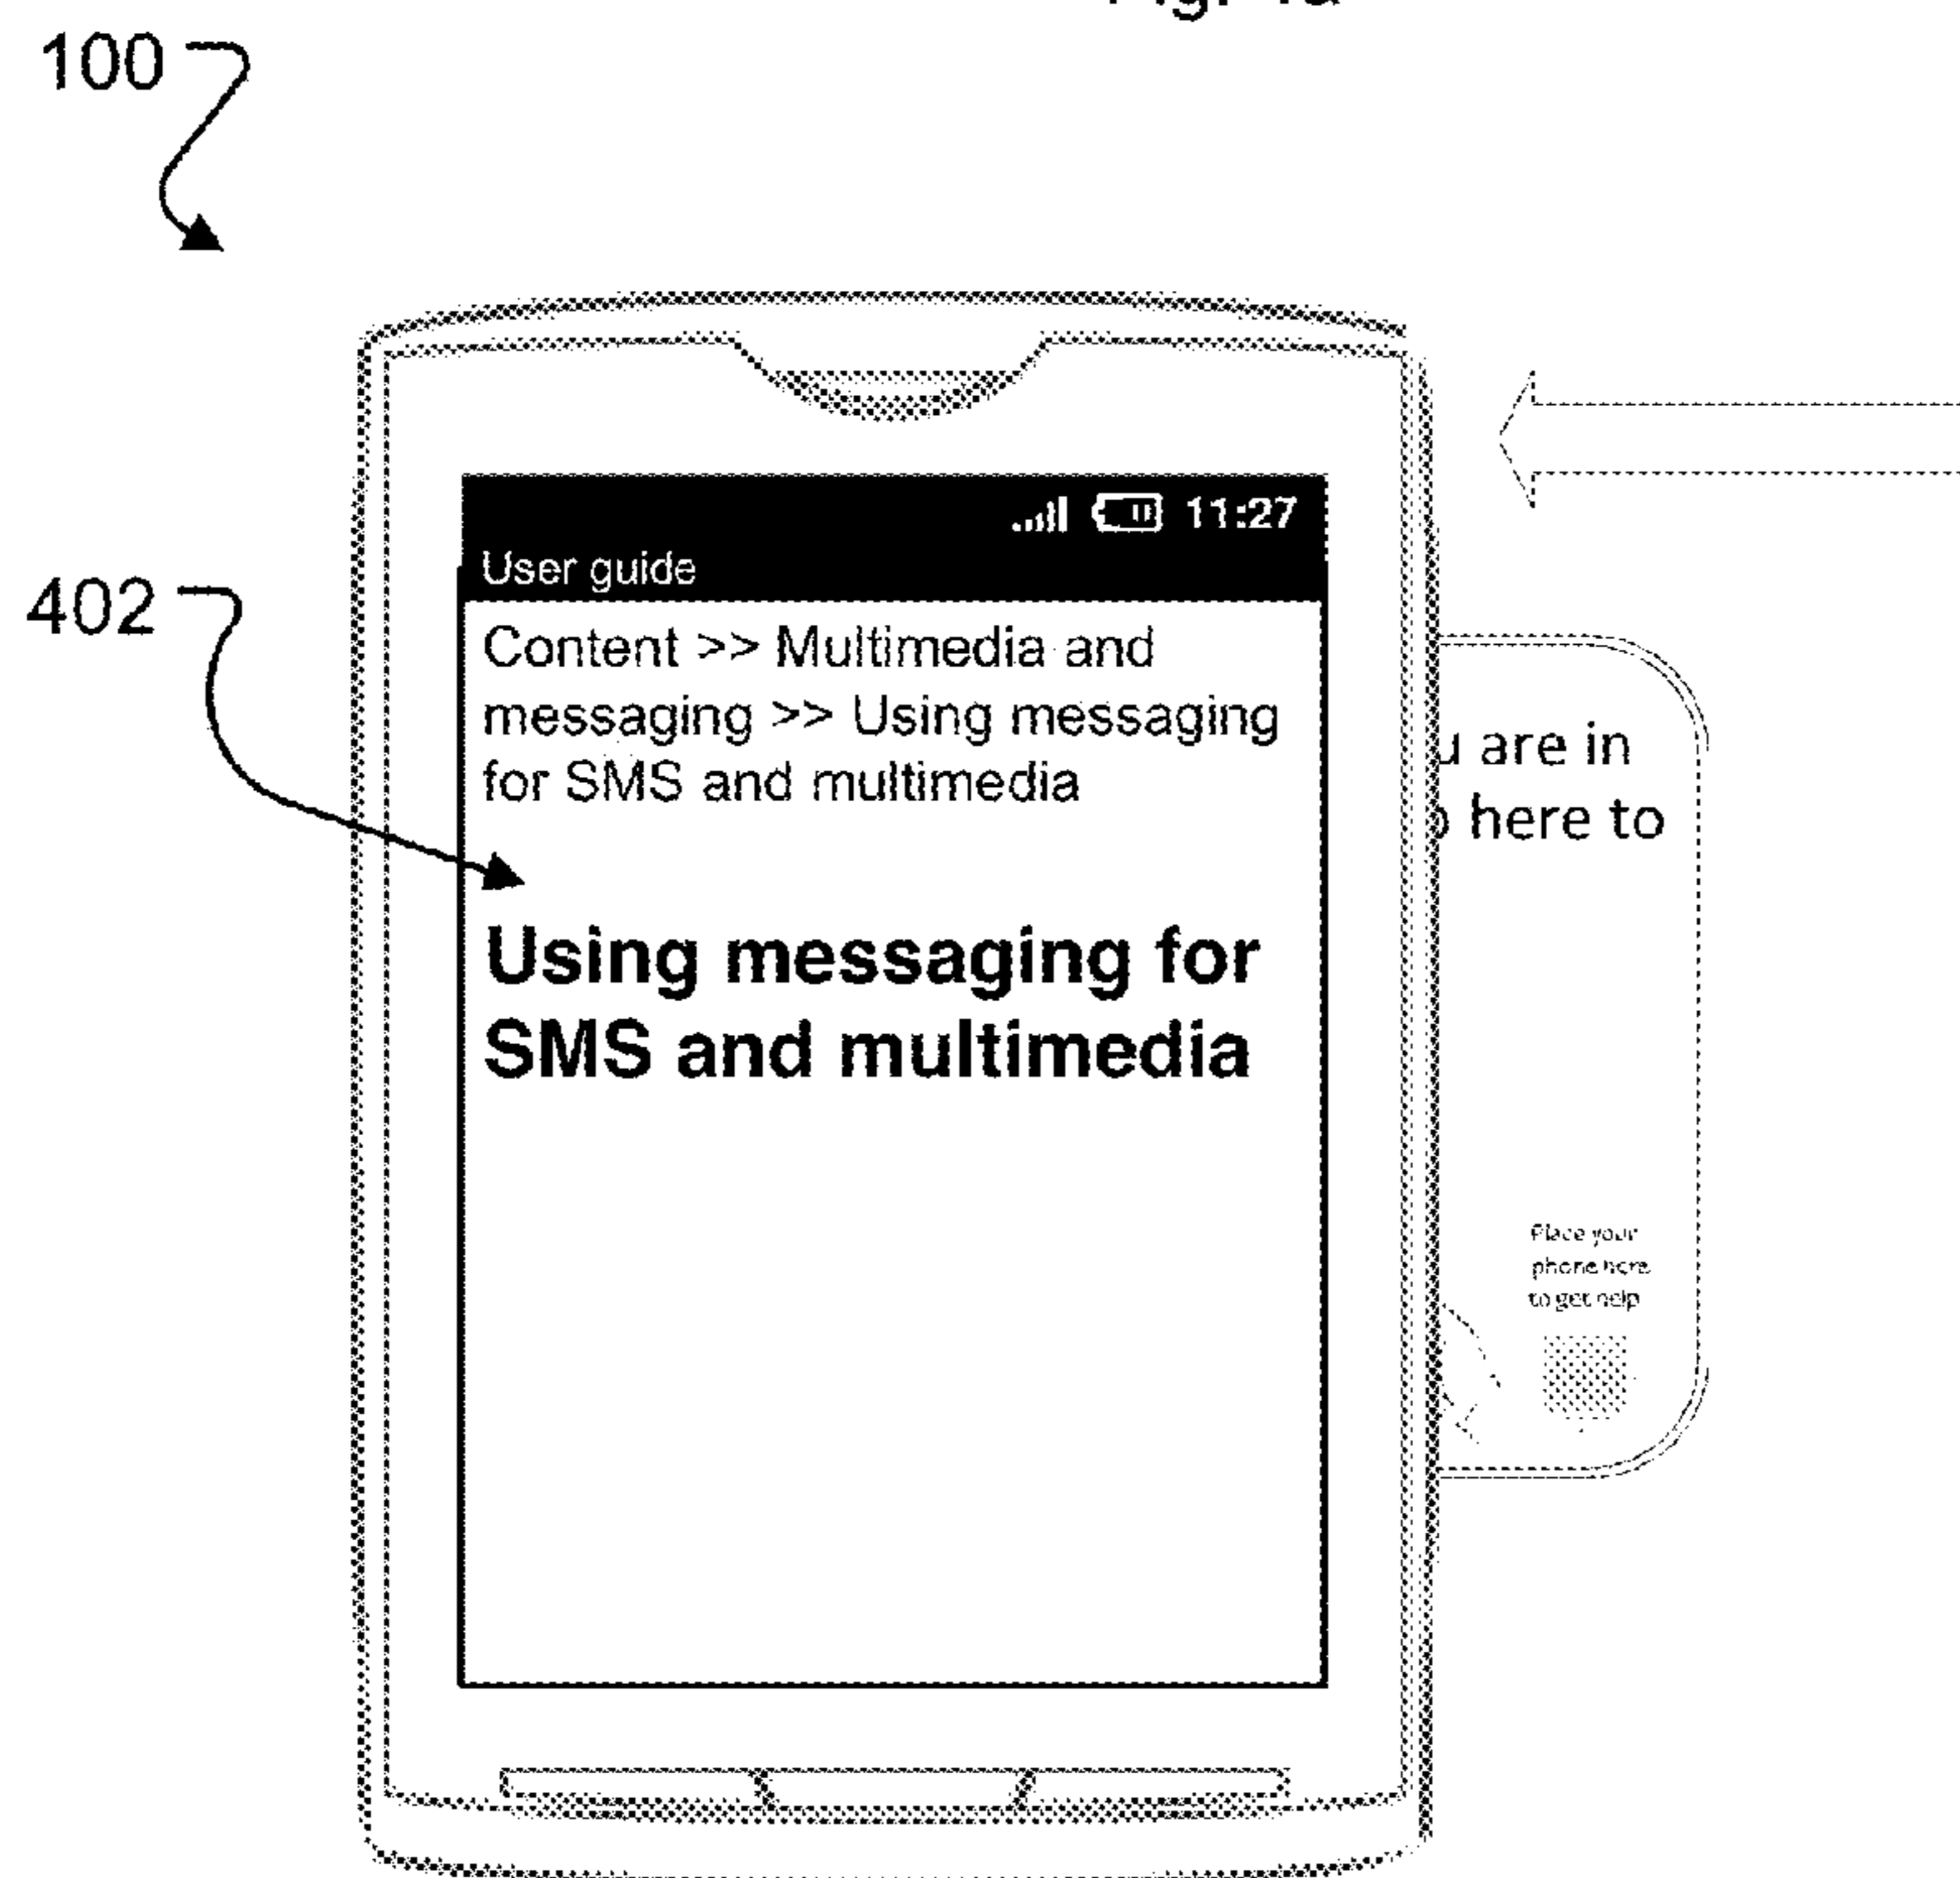 100
11:27
User guide
402
Content >> Multimedia and
messaging >> Using messaging
for SMS and multimedia
are in
here to
Using messaging for
SMS and multimedia
Place your
phone here
to get help